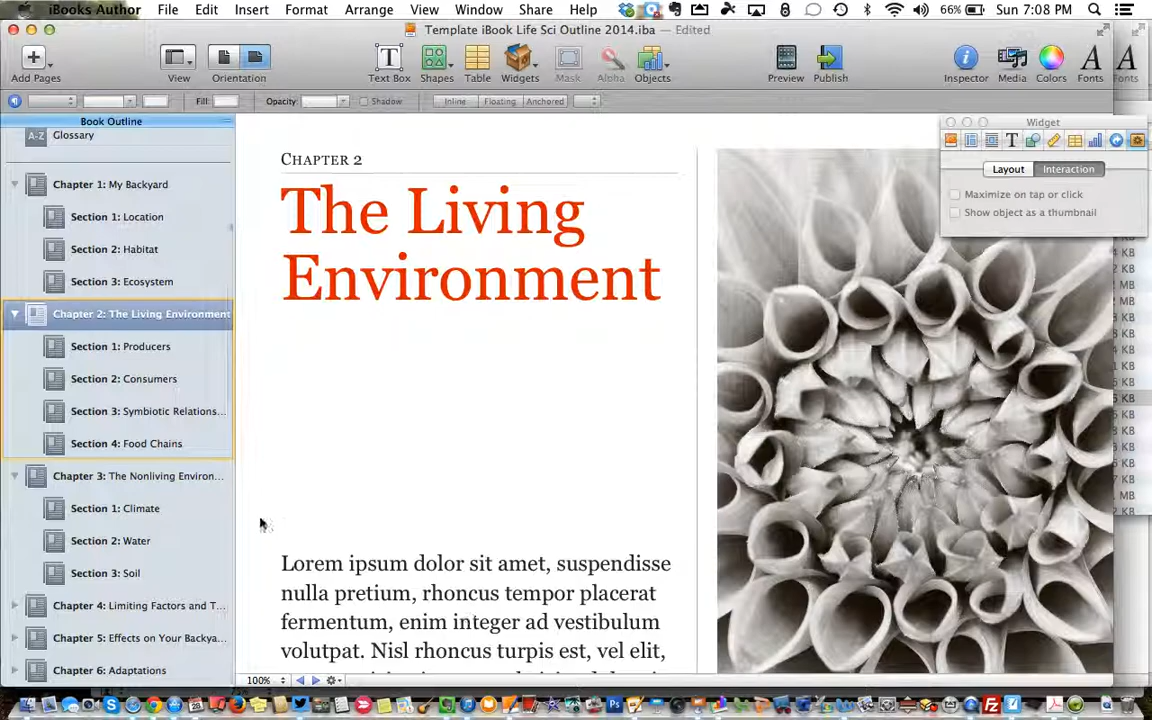 iBooks Author File Edit Insert Format Arrange View Window Share Help 66% Sun 7:08 PM
Template iBook Life Sci Outline 2014.iba — Edited
Add Pages View Orientation Text Box Shapes Table Widgets Mask Alpha Objects Preview Publish Inspector Media Colors Fonts Fonts
Fill: Opacity: Shadow Inline Floating Anchored
Book Outline
Widget
A-Z Glossary
Layout Interaction
Maximize on tap or click
Show object as a thumbnail
Chapter 1: My Backyard
Section 1: Location
Section 2: Habitat
Section 3: Ecosystem
Chapter 2: The Living Environment
Section 1: Producers
Section 2: Consumers
Section 3: Symbiotic Relations...
Section 4: Food Chains
Chapter 3: The Nonliving Environ...
Section 1: Climate
Section 2: Water
Section 3: Soil
Chapter 4: Limiting Factors and T...
Chapter 5: Effects on Your Backya...
Chapter 6: Adaptations
Chapter 2
The Living
Environment
Lorem ipsum dolor sit amet, suspendisse
nulla pretium, rhoncus tempor placerat
fermentum, enim integer ad vestibulum
volutpat. Nisl rhoncus turpis est, vel elit,
100%